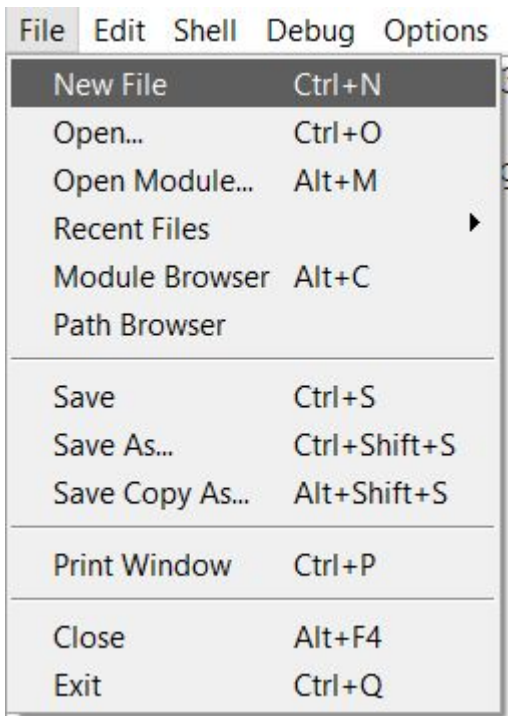 File Edit Shell Debug Options
New File Ctrl+N
Open... Ctrl+O
Open Module... Alt+M
Recent Files
Module Browser Alt+C
Path Browser
Save Ctrl+S
Save As... Ctrl+Shift+S
Save Copy As... Alt+Shift+S
Print Window Ctrl+P
Close Alt+F4
Exit Ctrl+Q